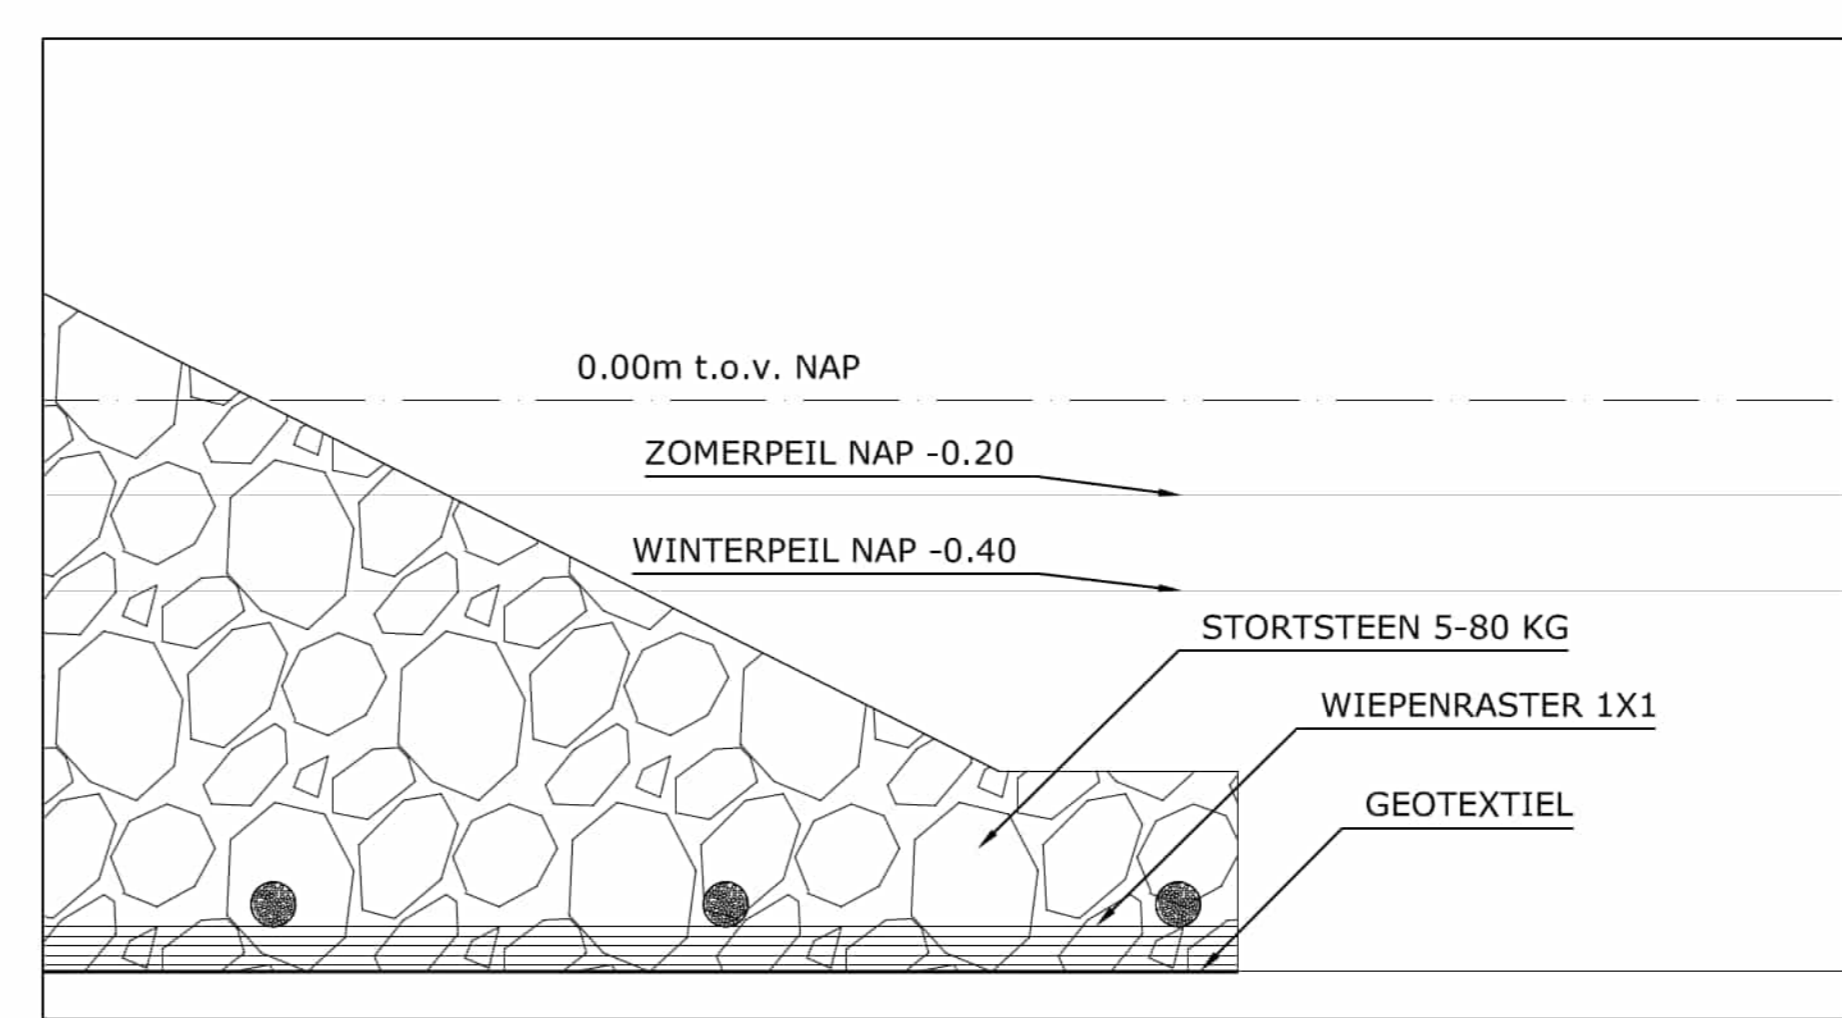 0.00m t.o.v. NAP
ZOMERPEIL NAP -0.20
WINTERPEIL NAP -0.40
STORTSTEEN 5-80 KG
WIEPENRASTER 1X1
GEOTEXTIEL